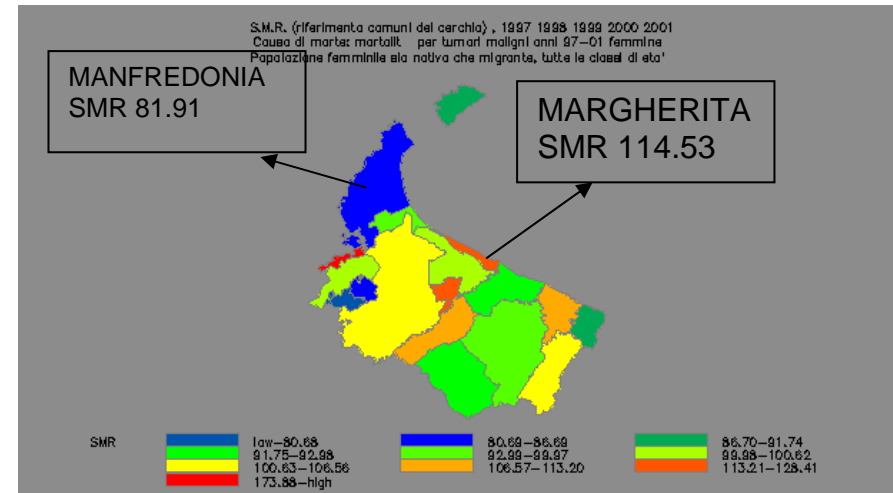 S.M.R. (riferimento comuni del cerchio) , 1997 1998 1999 2000 2001
Causa di morte: mortalit per tumori maligni anni 97-01 femmine
Popolazione femminile sia nativa che migrante, tutte le classi di eta'
MANFREDONIA
SMR 81.91
MARGHERITA
SMR 114.53
SMR
low-80.68 80.69-86.69 86.70-91.74
91.75-92.98 92.99-99.97 99.98-100.62
100.63-106.56 106.57-113.20 113.21-128.41
173.88-high